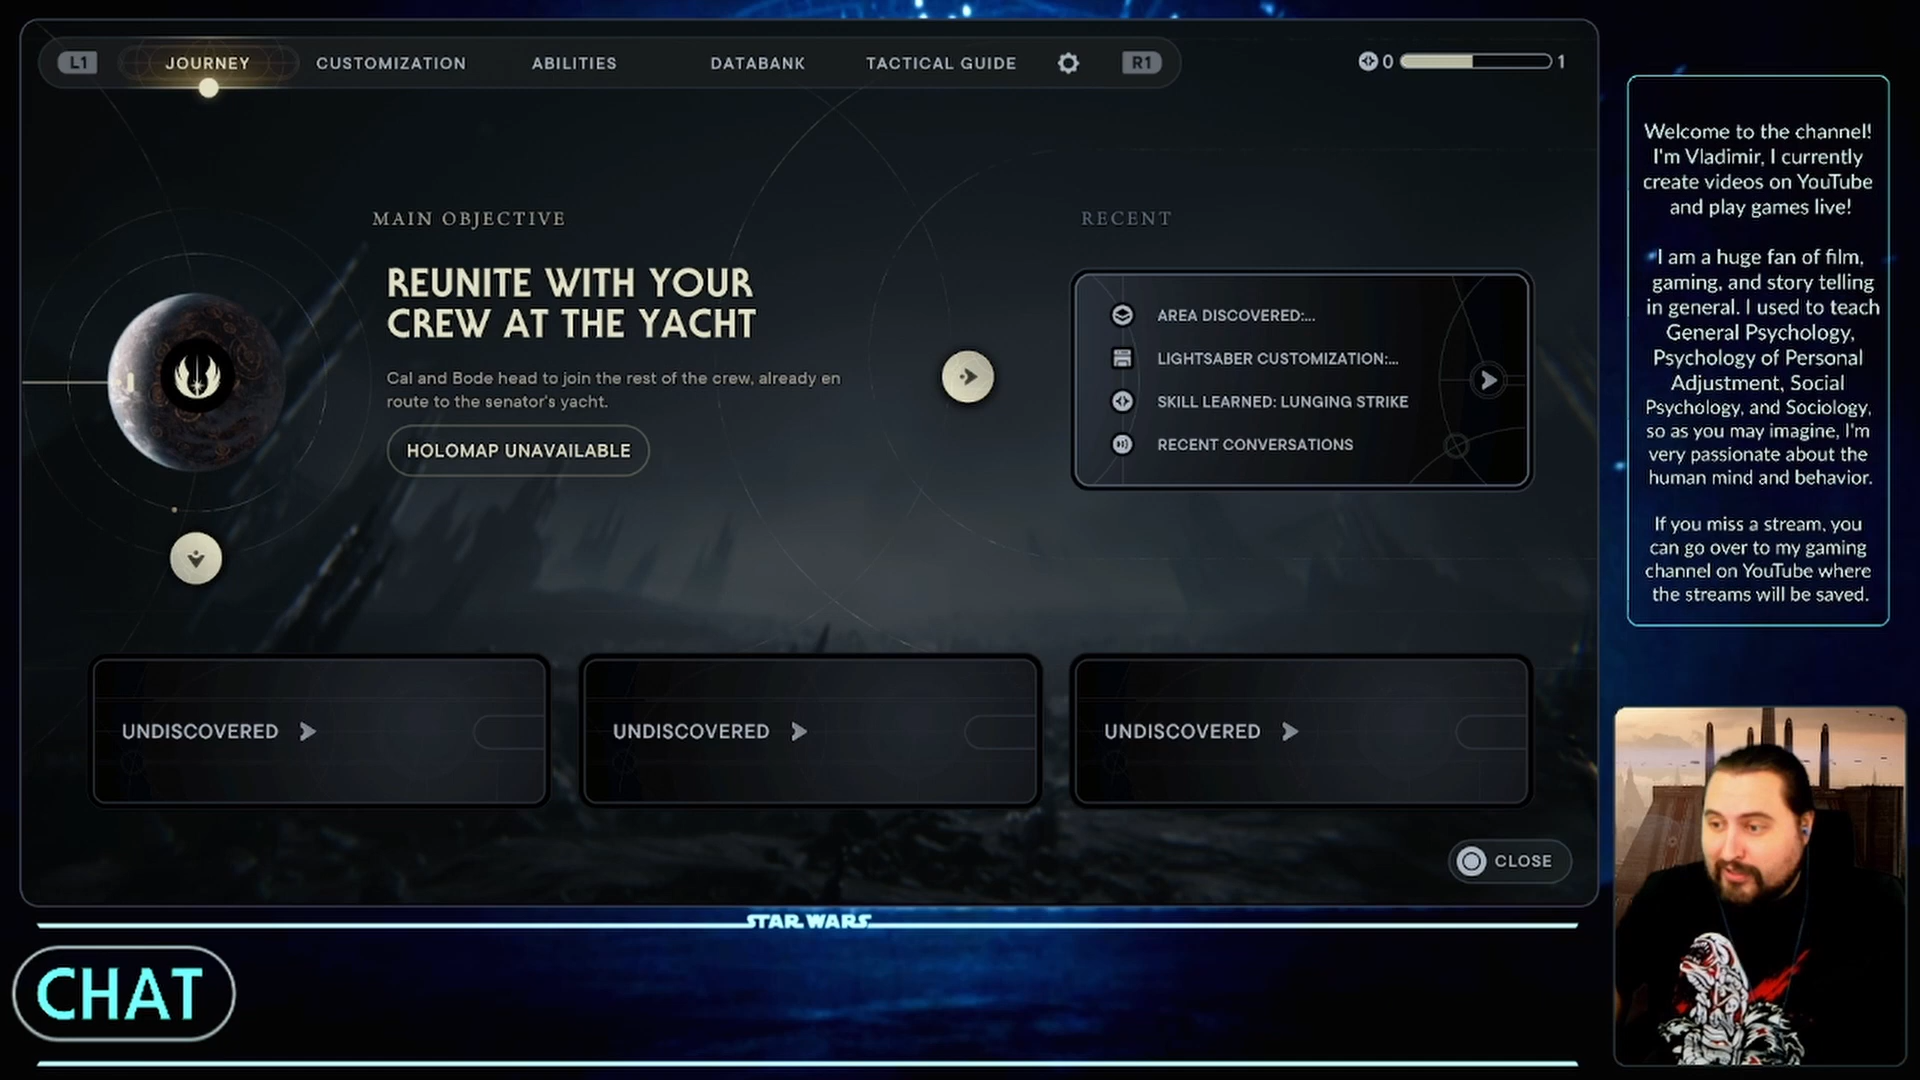 L1
JOURNEY
CUSTOMIZATION
ABILITIES
DATABANK
TACTICAL GUIDE
R1
0
1
MAIN OBJECTIVE
REUNITE WITH YOUR
CREW AT THE YACHT
Cal and Bode head to join the rest of the crew, already en
route to the senator's yacht.
HOLOMAP UNAVAILABLE
RECENT
AREA DISCOVERED:...
LIGHTSABER CUSTOMIZATION:...
SKILL LEARNED: LUNGING STRIKE
RECENT CONVERSATIONS
UNDISCOVERED
UNDISCOVERED
UNDISCOVERED
CLOSE
STAR WARS
CHAT
Welcome to the channel!
I'm Vladimir, I currently
create videos on YouTube
and play games live!
I am a huge fan of film,
gaming, and story telling
in general. I used to teach
General Psychology,
Psychology of Personal
Adjustment, Social
Psychology, and Sociology,
so as you may imagine, I'm
very passionate about the
human mind and behavior.
If you miss a stream, you
can go over to my gaming
channel on YouTube where
the streams will be saved.